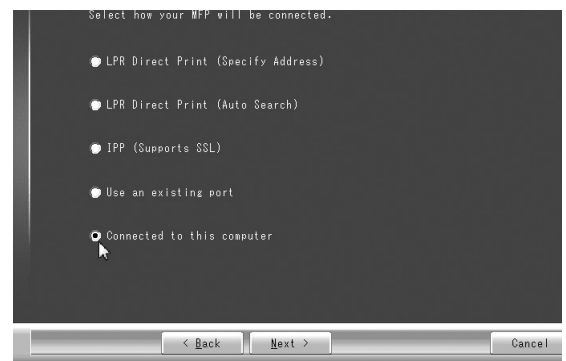 Select how your MFP will be connected.
LPR Direct Print (Specify Address)
LPR Direct Print (Auto Search)
IPP (Supports SSL)
Use an existing port
Connected to this computer
< Back
Next >
Cancel